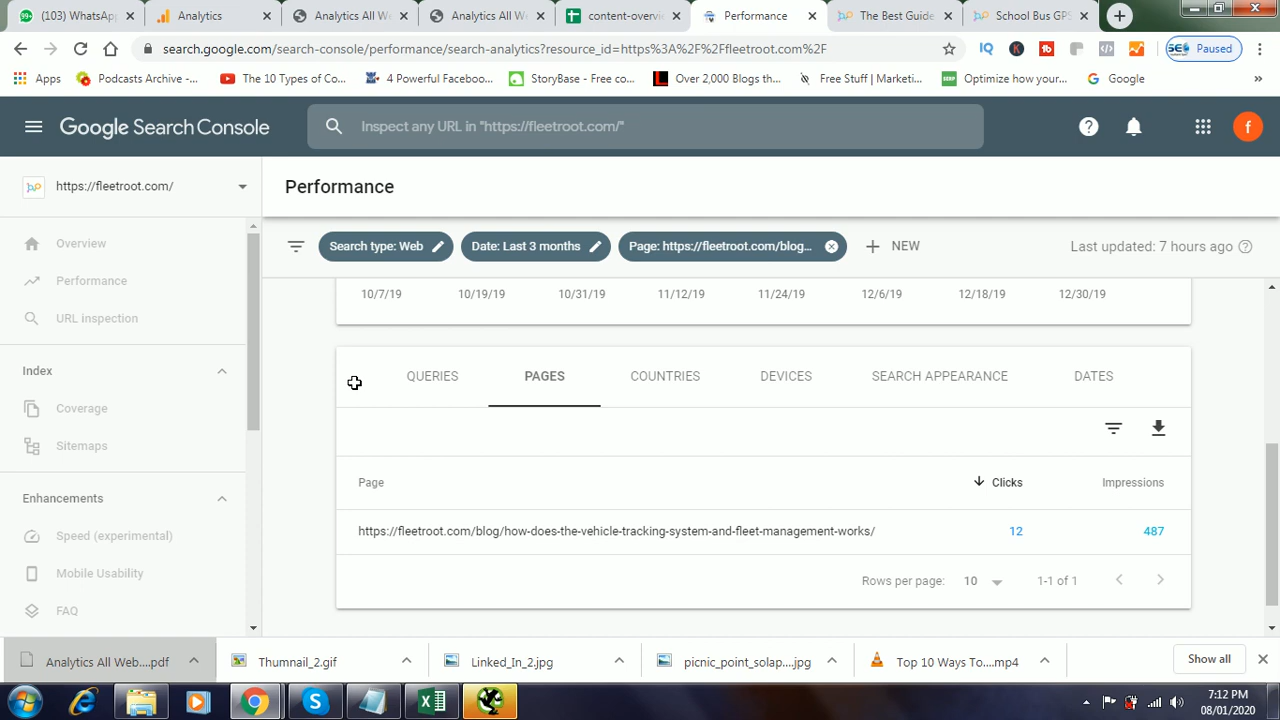 99+ (103) WhatsApp Analytics Analytics All We Analytics All We content-overvi Performance The Best Guide School Bus GPS
search.google.com/search-console/performance/search-analytics?resource_id=https%3A%2F%2Ffleetroot.com%2F IQ K SEO Paused
Apps Podcasts Archive -... The 10 Types of Co... 4 Powerful Faceboo... StoryBase - Free co... Over 2,000 Blogs th... Free Stuff | Marketi... Optimize how your... Google »
Google Search Console Inspect any URL in "https://fleetroot.com/" f
https://fleetroot.com/ Performance
Search type: Web Date: Last 3 months Page: https://fleetroot.com/blog... NEW Last updated: 7 hours ago
Overview
Performance
URL inspection
Index
Coverage
Sitemaps
Enhancements
Speed (experimental)
Mobile Usability
FAQ
10/7/19 10/19/19 10/31/19 11/12/19 11/24/19 12/6/19 12/18/19 12/30/19
QUERIES PAGES COUNTRIES DEVICES SEARCH APPEARANCE DATES
Page Clicks Impressions
https://fleetroot.com/blog/how-does-the-vehicle-tracking-system-and-fleet-management-works/ 12 487
Rows per page: 10 1-1 of 1
Analytics All Web....pdf Thumnail_2.gif Linked_In_2.jpg picnic_point_solap....jpg Top 10 Ways To....mp4 Show all
7:12 PM
08/01/2020